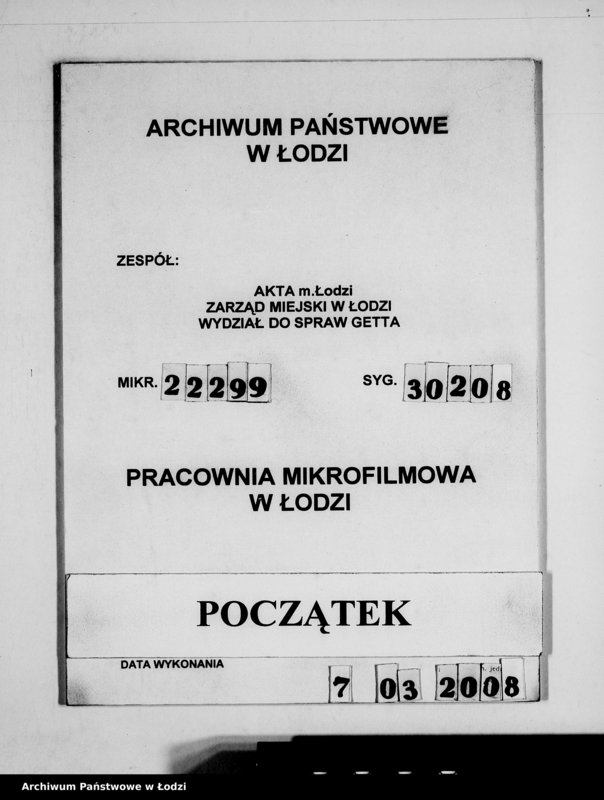 ARCHIWUM PAŃSTWOWE
W ŁODZI
ZESPÓŁ:
AKTA m.Łodzi
ZARZĄD MIEJSKI W ŁODZI
WYDZIAŁ DO SPRAW GETTA
MIKR. 22299 SYG. 30208
PRACOWNIA MIKROFILMOWA
W ŁODZI
POCZĄTEK
DATA WYKONANIA
7 03 2008
Archiwum Państwowe w Łodzi